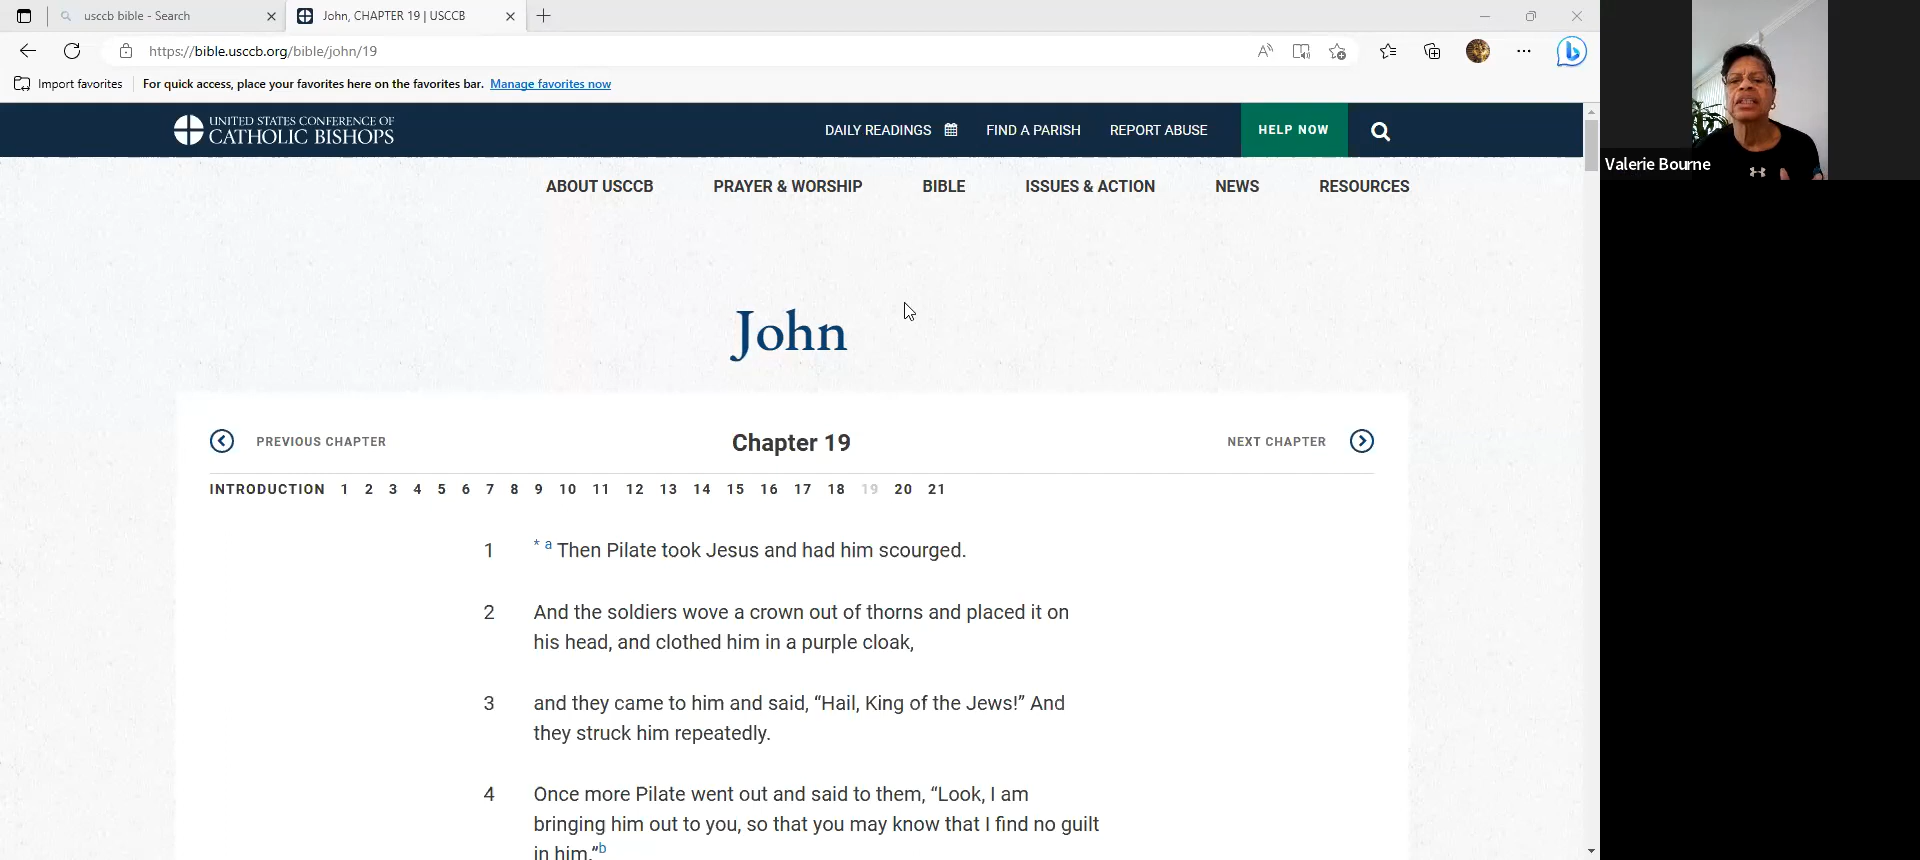 usccb bible - Search
John, CHAPTER 19 | USCCB
https://bible.usccb.org/bible/john/19
Import favorites
For quick access, place your favorites here on the favorites bar. Manage favorites now
UNITED STATES CONFERENCE OF
CATHOLIC BISHOPS
DAILY READINGS FIND A PARISH REPORT ABUSE HELP NOW
Valerie Bourne
ABOUT USCCB PRAYER & WORSHIP BIBLE ISSUES & ACTION NEWS RESOURCES
John
PREVIOUS CHAPTER Chapter 19 NEXT CHAPTER
INTRODUCTION 1 2 3 4 5 6 7 8 9 10 11 12 13 14 15 16 17 18 19 20 21
1 * a Then Pilate took Jesus and had him scourged.
2 And the soldiers wove a crown out of thorns and placed it on
his head, and clothed him in a purple cloak,
3 and they came to him and said, “Hail, King of the Jews!” And
they struck him repeatedly.
4 Once more Pilate went out and said to them, “Look, I am
bringing him out to you, so that you may know that I find no guilt
in him.”b